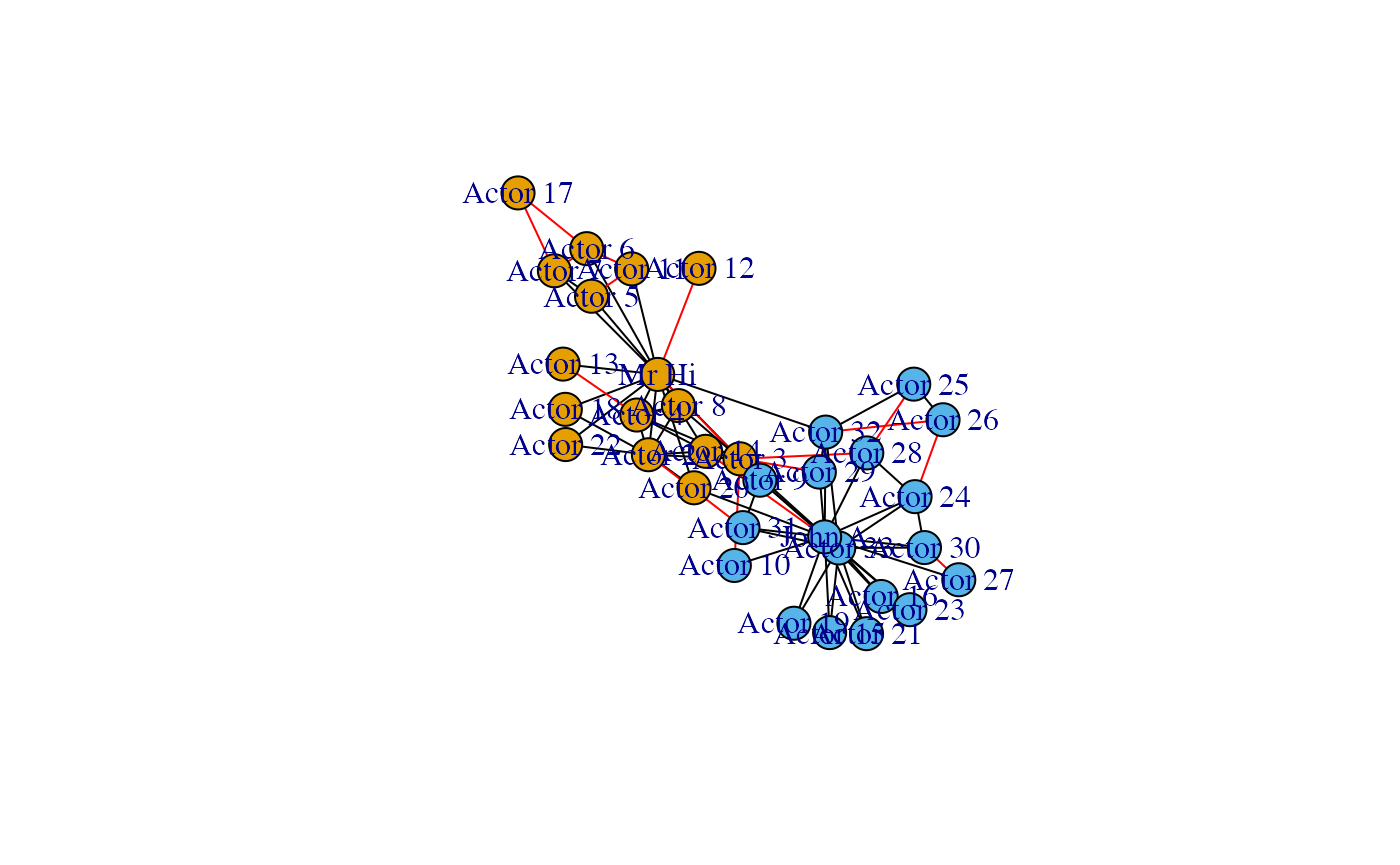 Actor 17
Actor 6
Actor 7
Actor 11
Actor 12
Actor 5
Actor 13
Mr Hi
Actor 25
Actor 18
Actor 4
Actor 8
Actor 26
Actor 32
Actor 22
Actor 2
Actor 14
Actor 3
Actor 28
Actor 29
Actor 9
Actor 20
Actor 24
Actor 31
John A
Actor 33
Actor 30
Actor 10
Actor 27
Actor 16
Actor 23
Actor 19
Actor 15
Actor 21